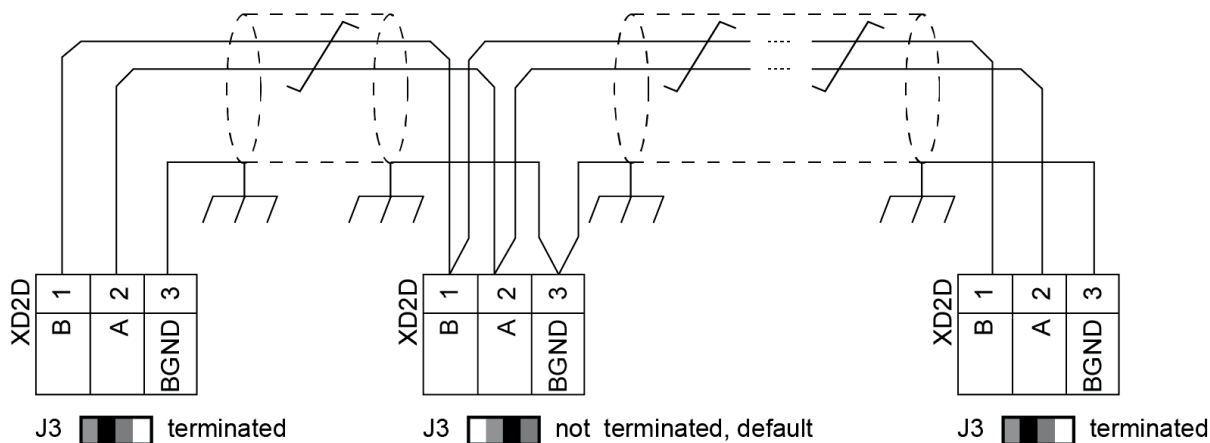 XD2D
1
2
3
B
A
BGND
XD2D
1
2
3
B
A
BGND
XD2D
1
2
3
B
A
BGND
J3 terminated
J3 not terminated, default
J3 terminated